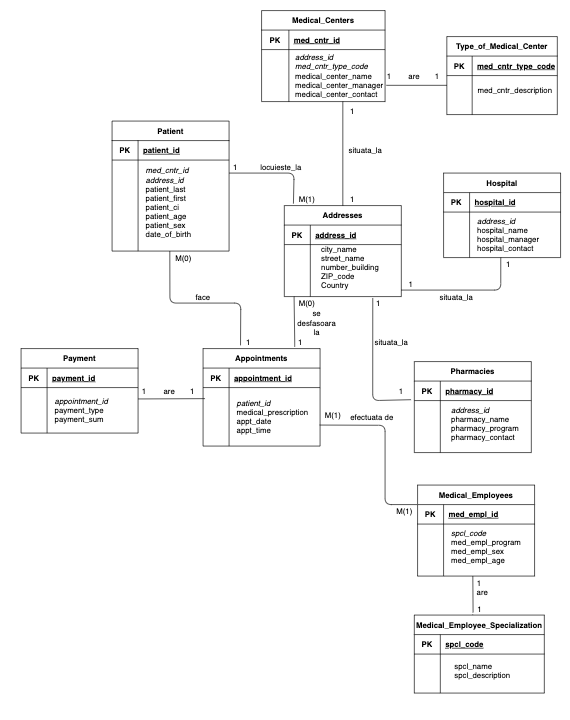 Medical_Centers
PK med_cntr_id
address_id
med_cntr_type_code
medical_center_name
medical_center_manager
medical_center_contact
1 are 1
Type_of_Medical_Center
PK med_cntr_type_code
med_cntr_description
1
situata_la
1
Patient
PK patient_id
med_cntr_id
address_id
patient_last
patient_first
patient_ci
patient_age
patient_sex
date_of_birth
1 locuieste_la
M(1)
Addresses
PK address_id
city_name
street_name
number_building
ZIP_code
Country
Hospital
PK hospital_id
address_id
hospital_name
hospital_manager
hospital_contact
1
situata_la
1
M(0)
face
1
M(0)
se
desfasoara
la
1
1
situata_la
1
Payment
PK payment_id
appointment_id
payment_type
payment_sum
1 are 1
Appointments
PK appointment_id
patient_id
medical_prescription
appt_date
appt_time
Pharmacies
PK pharmacy_id
address_id
pharmacy_name
pharmacy_program
pharmacy_contact
M(1) efectuata de
M(1)
Medical_Employees
PK med_empl_id
spcl_code
med_empl_program
med_empl_sex
med_empl_age
1
are
1
Medical_Employee_Specialization
PK spcl_code
spcl_name
spcl_description